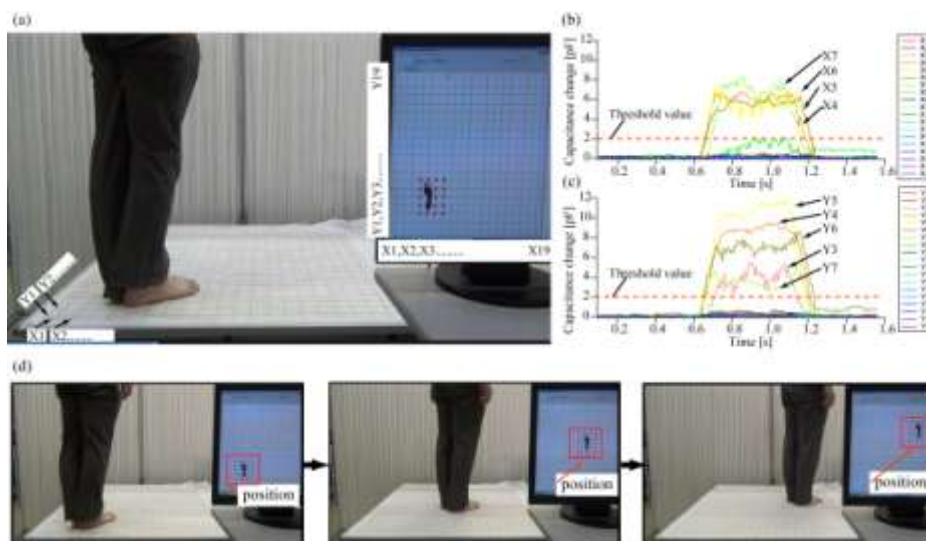 (a)
Y19
Y1,Y2,Y3
X1,X2,X3
X19
Y1 Y2
X1 X2
(b)
Capacitance change [pF]
12
10
8
6
4
2
0
Threshold value
X7
X6
X5
X4
0.2 0.4 0.6 0.8 1.0 1.2 1.4 1.6
Time [s]
(c)
Capacitance change [pF]
12
10
8
6
4
2
0
Threshold value
Y5
Y4
Y6
Y3
Y7
0.2 0.4 0.6 0.8 1.0 1.2 1.4 1.6
Time [s]
(d)
position
position
position